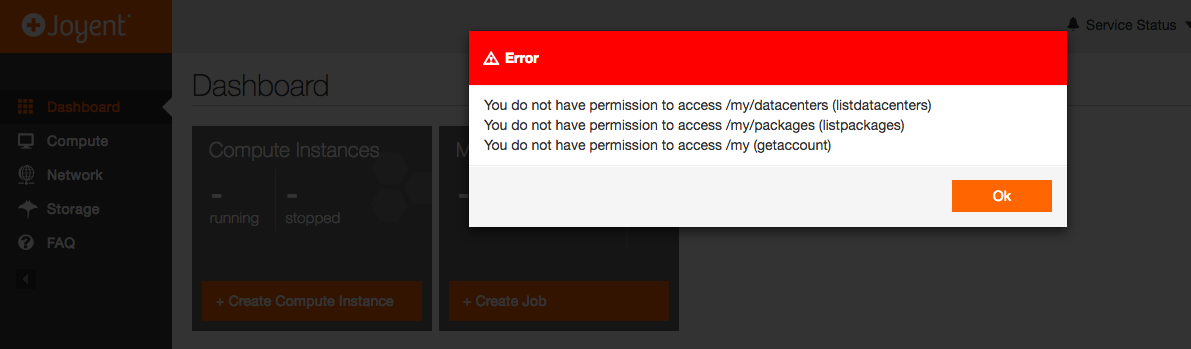 Joyent
Service Status
Error
You do not have permission to access /my/datacenters (listdatacenters)
You do not have permission to access /my/packages (listpackages)
You do not have permission to access /my (getaccount)
Ok
Dashboard
Dashboard
Compute
Network
Storage
FAQ
Compute Instances
M
-
-
-
running
stopped
+ Create Compute Instance
+ Create Job